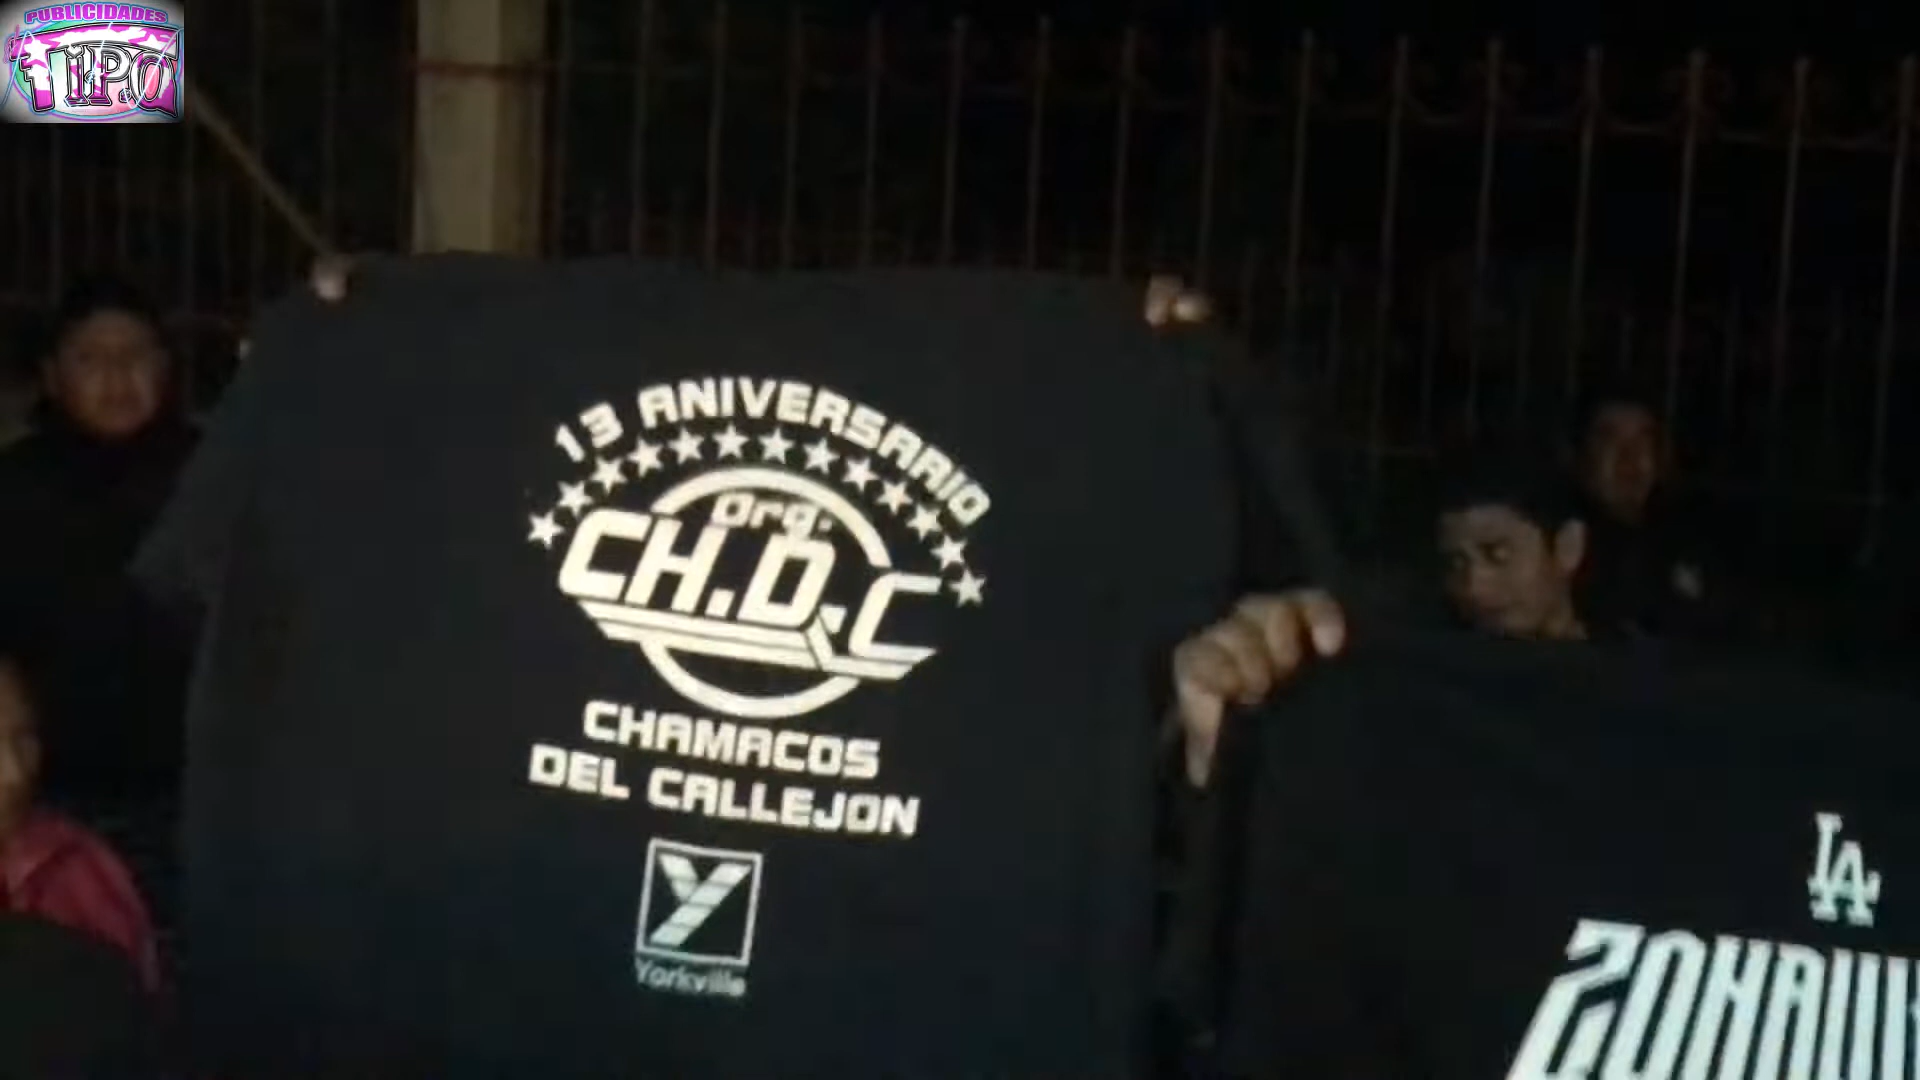 PUBLICIDADES
TIPO
13 ANIVERSARIO
Org.
CH.D.C
CHAMACOS
DEL CALLEJON
Y
Yorkville
LA